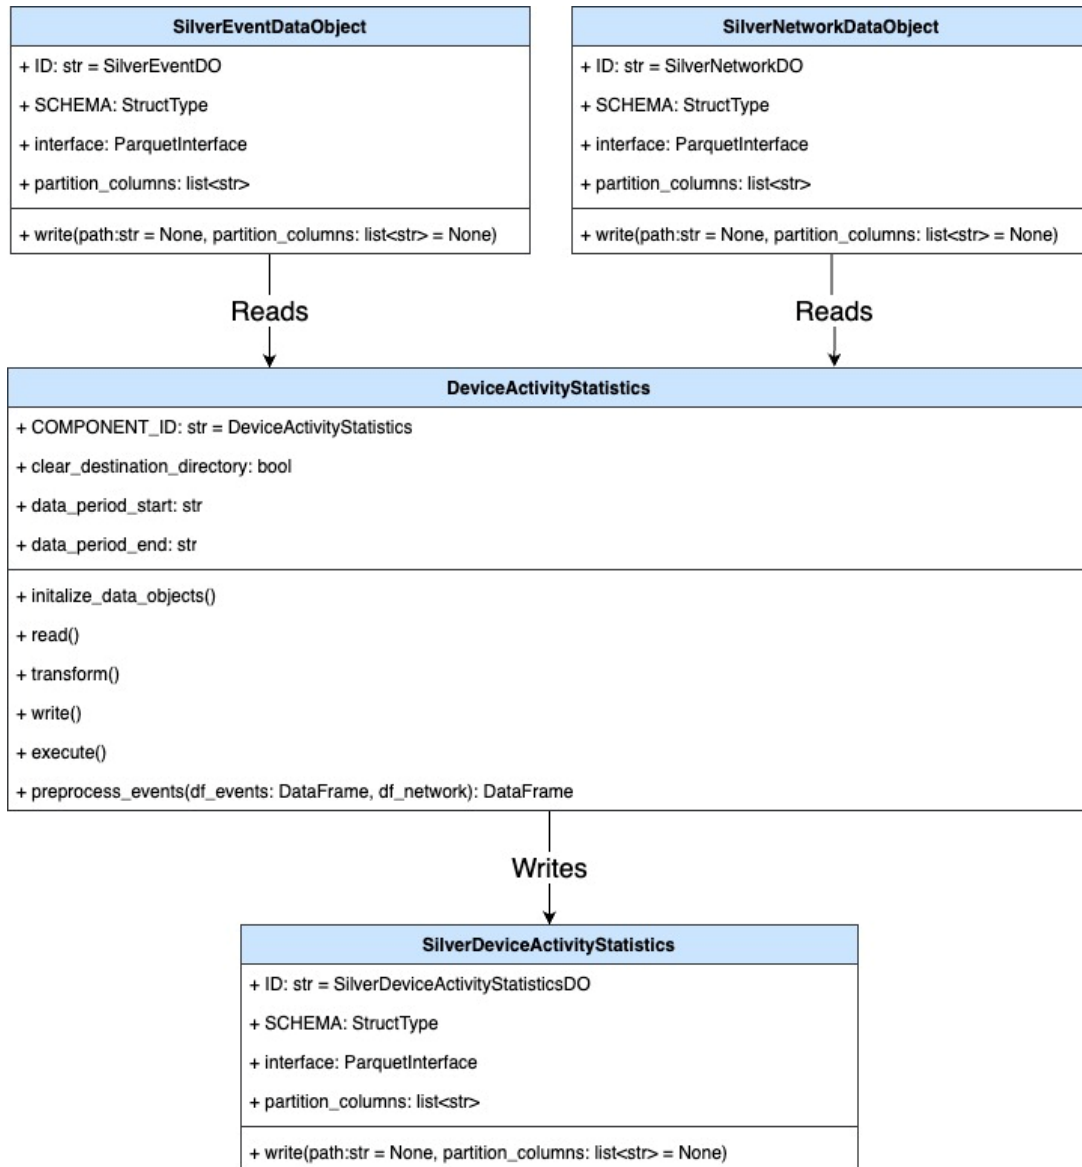 SilverEventDataObject
+ ID: str = SilverEventDO
+ SCHEMA: StructType
+ interface: ParquetInterface
+ partition_columns: list<str>
+ write(path:str = None, partition_columns: list<str> = None)
SilverNetworkDataObject
+ ID: str = SilverNetworkDO
+ SCHEMA: StructType
+ interface: ParquetInterface
+ partition_columns: list<str>
+ write(path:str = None, partition_columns: list<str> = None)
Reads
Reads
DeviceActivityStatistics
+ COMPONENT_ID: str = DeviceActivityStatistics
+ clear_destination_directory: bool
+ data_period_start: str
+ data_period_end: str
+ initalize_data_objects()
+ read()
+ transform()
+ write()
+ execute()
+ preprocess_events(df_events: DataFrame, df_network): DataFrame
Writes
SilverDeviceActivityStatistics
+ ID: str = SilverDeviceActivityStatisticsDO
+ SCHEMA: StructType
+ interface: ParquetInterface
+ partition_columns: list<str>
+ write(path:str = None, partition_columns: list<str> = None)